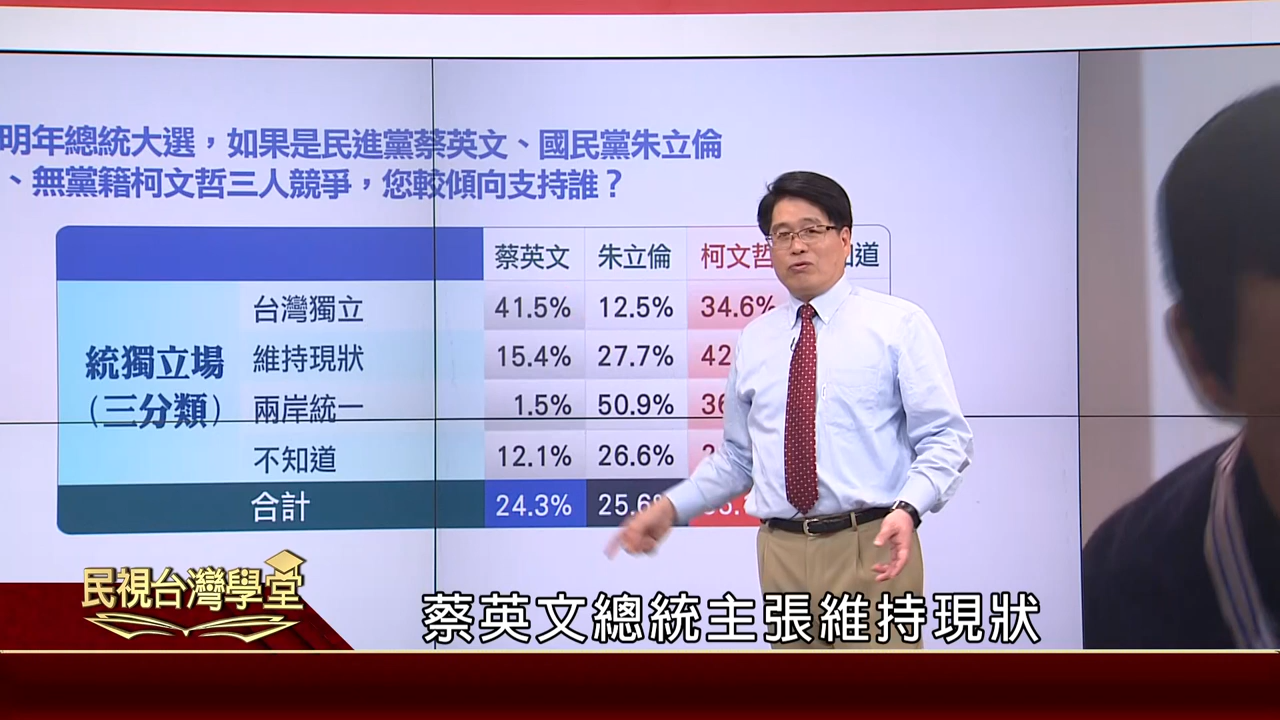 明年總統大選，如果是民進黨蔡英文、國民黨朱立倫
、無黨籍柯文哲三人競爭，您較傾向支持誰？
蔡英文 朱立倫 柯文哲 道
統獨立場
（三分類）
台灣獨立 41.5% 12.5% 34.6%
維持現狀 15.4% 27.7% 42
兩岸統一 1.5% 50.9% 36
不知道 12.1% 26.6%
合計 24.3% 25.6
民視台灣學堂
蔡英文總統主張維持現狀